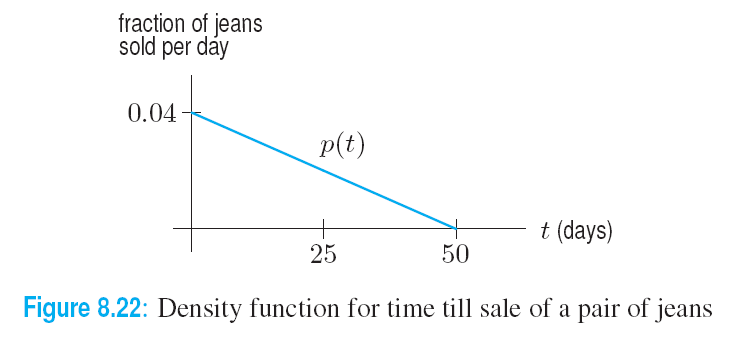 fraction of jeans
sold per day
0.04
p(t)
25
50
t (days)
Figure 8.22: Density function for time till sale of a pair of jeans